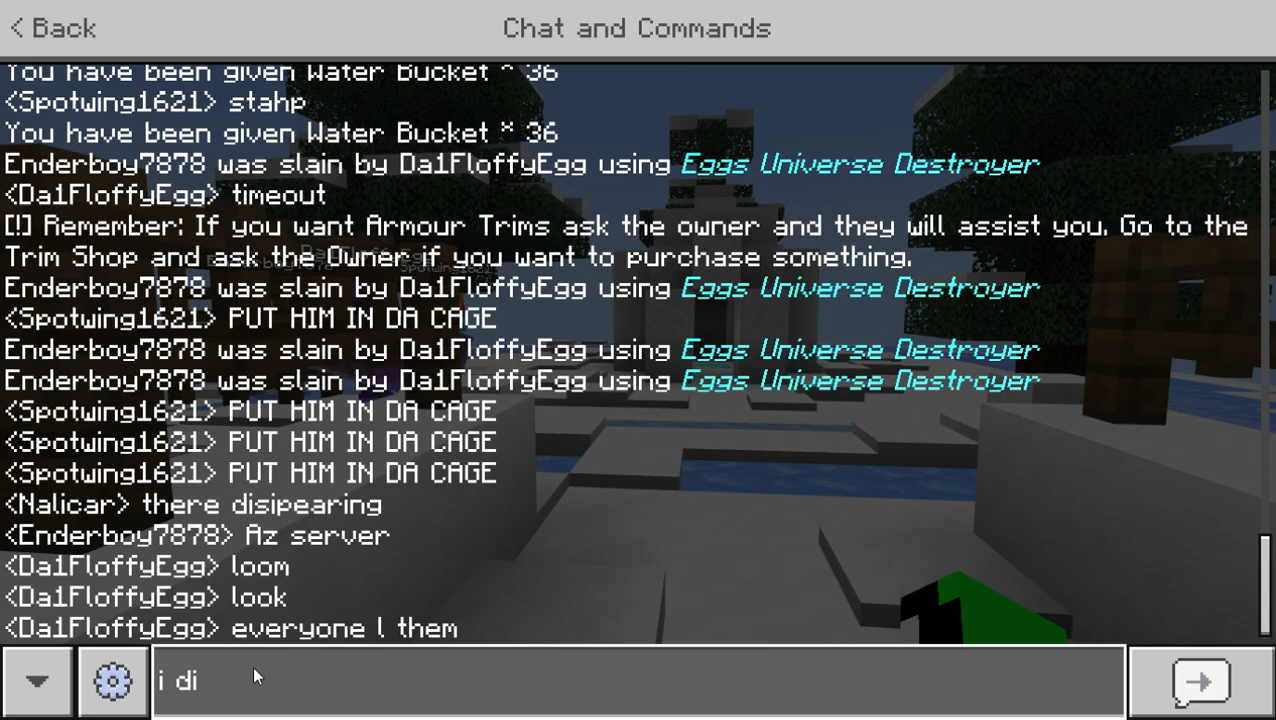 < Back
Chat and Commands
You have been given Water Bucket * 36
<Spotwing1621> stahp
You have been given Water Bucket * 36
Enderboy7878 was slain by Da1FloffyEgg using Eggs Universe Destroyer
<Da1FloffyEgg> timeout
[!] Remember: If you want Armour Trims ask the owner and they will assist you. Go to the
Trim Shop and ask the Owner if you want to purchase something.
Enderboy7878 was slain by Da1FloffyEgg using Eggs Universe Destroyer
<Spotwing1621> PUT HIM IN DA CAGE
Enderboy7878 was slain by Da1FloffyEgg using Eggs Universe Destroyer
Enderboy7878 was slain by Da1FloffyEgg using Eggs Universe Destroyer
<Spotwing1621> PUT HIM IN DA CAGE
<Spotwing1621> PUT HIM IN DA CAGE
<Spotwing1621> PUT HIM IN DA CAGE
<Nalicar> there disipearing
<Enderboy7878> Az server
<Da1FloffyEgg> loom
<Da1FloffyEgg> look
<Da1FloffyEgg> everyone l them
i di